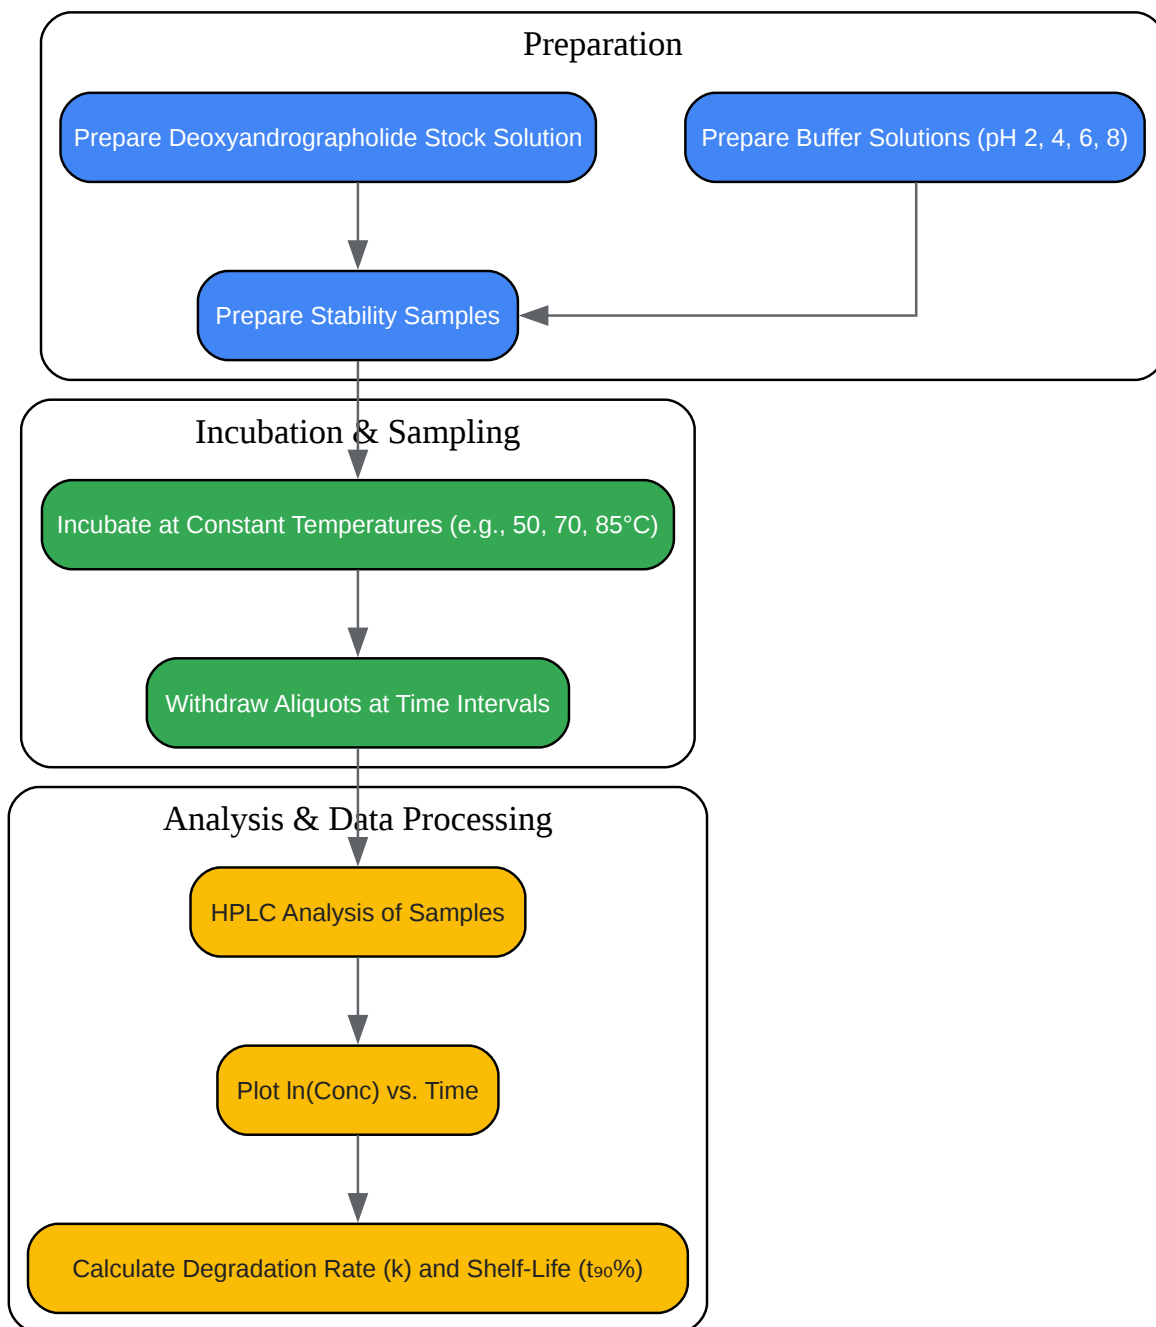 Preparation
Prepare Deoxyandrographolide Stock Solution
Prepare Buffer Solutions (pH 2, 4, 6, 8)
Prepare Stability Samples
Incubation & Sampling
Incubate at Constant Temperatures (e.g., 50, 70, 85°C)
Withdraw Aliquots at Time Intervals
Analysis & Data Processing
HPLC Analysis of Samples
Plot ln(Conc) vs. Time
Calculate Degradation Rate (k) and Shelf-Life (t₉₀%)